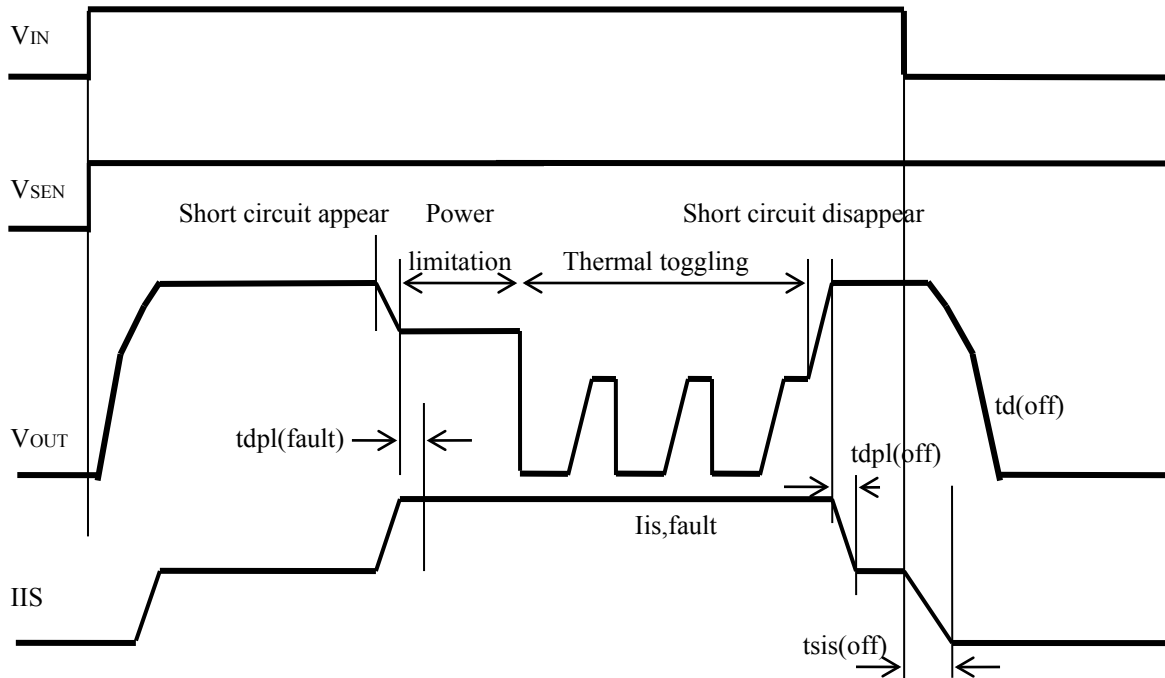 VIN
VSEN
Short circuit appear
Power
limitation
Thermal toggling
Short circuit disappear
VOUT
tdpl(fault)
td(off)
tdpl(off)
Iis,fault
IIS
tsis(off)